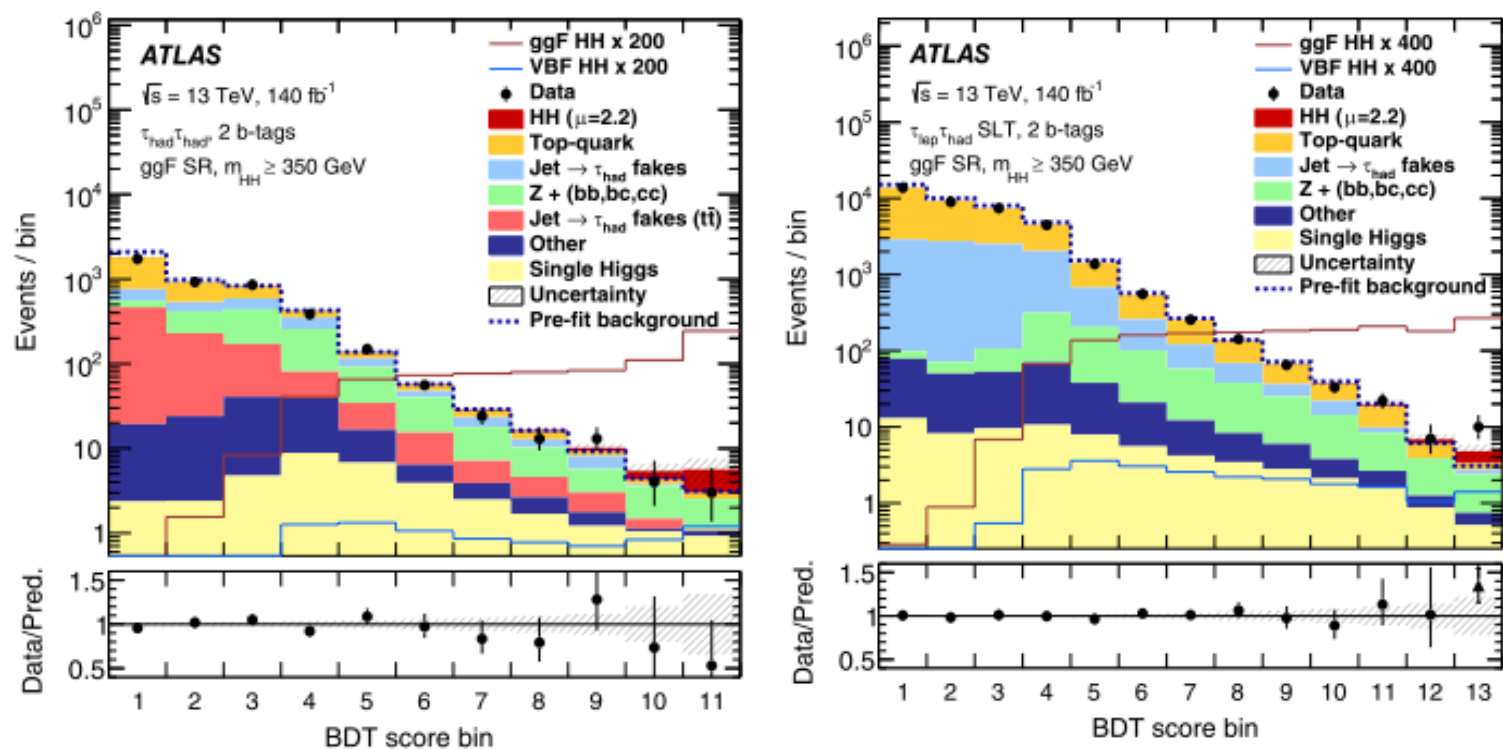 ATLAS
√s = 13 TeV, 140 fb⁻¹
τhadτhad, 2 b-tags
ggF SR, mHH ≥ 350 GeV
ggF HH x 200
VBF HH x 200
Data
HH (μ=2.2)
Top-quark
Jet → τhad fakes
Z + (bb,bc,cc)
Jet → τhad fakes (tt̄)
Other
Single Higgs
Uncertainty
Pre-fit background
Events / bin
10⁶
10⁵
10⁴
10³
10²
10
1
Data/Pred.
1.5
1
0.5
1 2 3 4 5 6 7 8 9 10 11
BDT score bin
ATLAS
√s = 13 TeV, 140 fb⁻¹
τlepτhad SLT, 2 b-tags
ggF SR, mHH ≥ 350 GeV
ggF HH x 400
VBF HH x 400
Data
HH (μ=2.2)
Top-quark
Jet → τhad fakes
Z + (bb,bc,cc)
Other
Single Higgs
Uncertainty
Pre-fit background
Events / bin
10⁶
10⁵
10⁴
10³
10²
10
1
Data/Pred.
1.5
1
0.5
1 2 3 4 5 6 7 8 9 10 11 12 13
BDT score bin